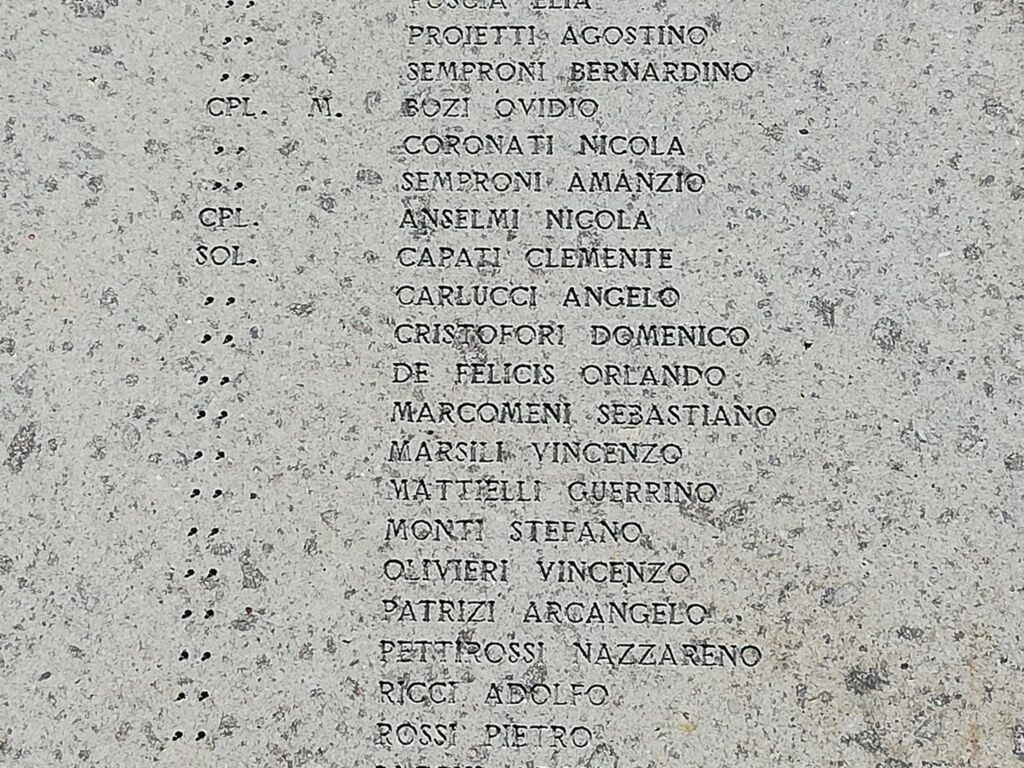 ELIA
,, PROIETTI AGOSTINO
,, SEMPRONI BERNARDINO
CPL. M. BOZI OVIDIO
,, CORONATI NICOLA
,, SEMPRONI AMANZIO
CPL. ANSELMI NICOLA
SOL. CAPATI CLEMENTE
,, CARLUCCI ANGELO
,, CRISTOFORI DOMENICO
,, DE FELICIS ORLANDO
,, MARCOMENI SEBASTIANO
,, MARSILI VINCENZO
,, MATTIELLI GUERRINO
,, MONTI STEFANO
,, OLIVIERI VINCENZO
,, PATRIZI ARCANGELO
,, PETTIROSSI NAZZARENO
,, RICCI ADOLFO
,, ROSSI PIETRO